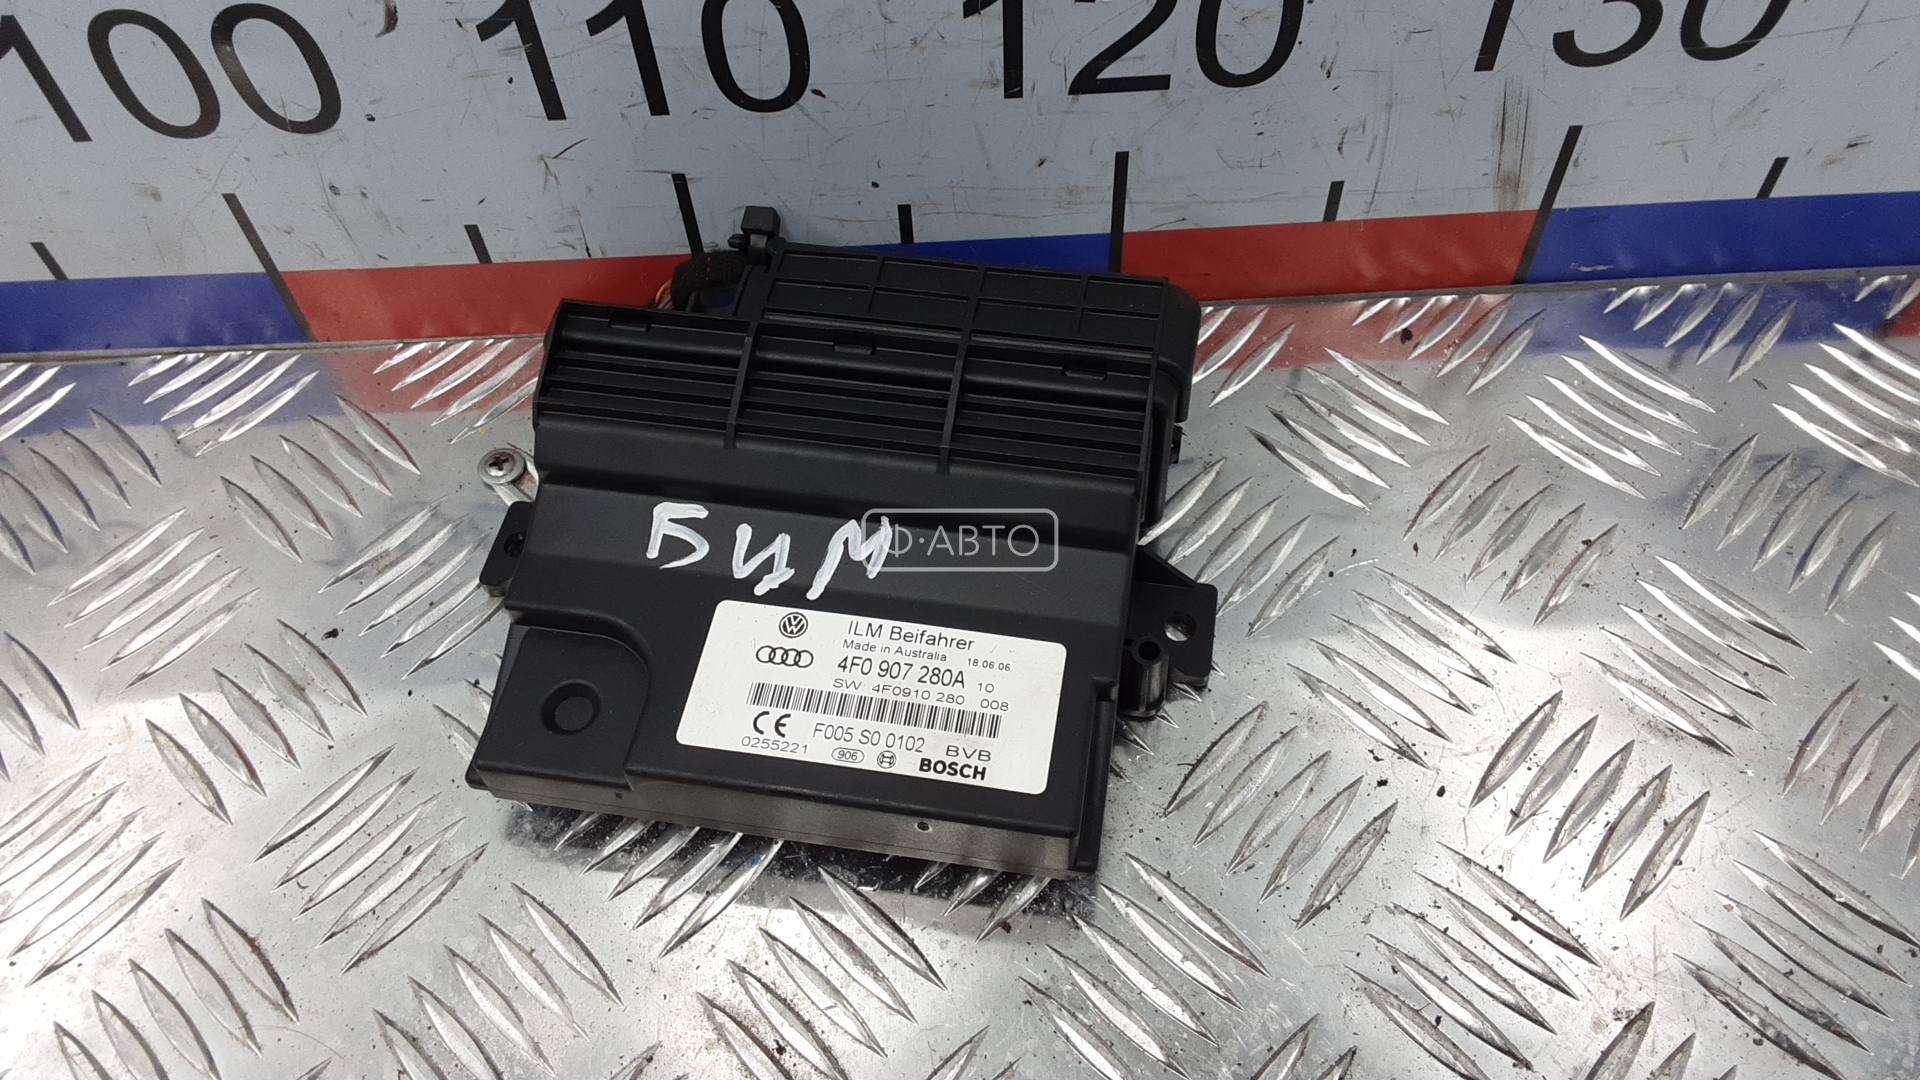 100 110 120 130
БЦМ
Ф·АВТО
ILM Beifahrer
Made in Australia 18.06.06
4F0 907 280A 10
SW 4F0910 280 008
CE F005 S0 0102 BVB
0255221 906 BOSCH